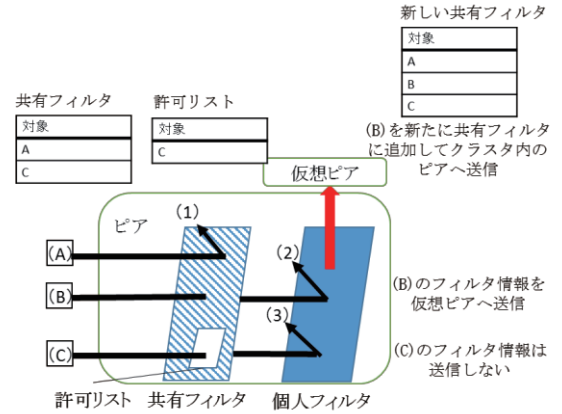 新しい共有フィルタ
対象
A
B
C
共有フィルタ
対象
A
C
許可リスト
対象
C
(B)を新たに共有フィルタ
に追加してクラスタ内の
ピアへ送信
仮想ピア
ピア
(1)
(A)
(2)
(B)
(3)
(C)
(B)のフィルタ情報を
仮想ピアへ送信
(C)のフィルタ情報は
送信しない
許可リスト
共有フィルタ
個人フィルタ